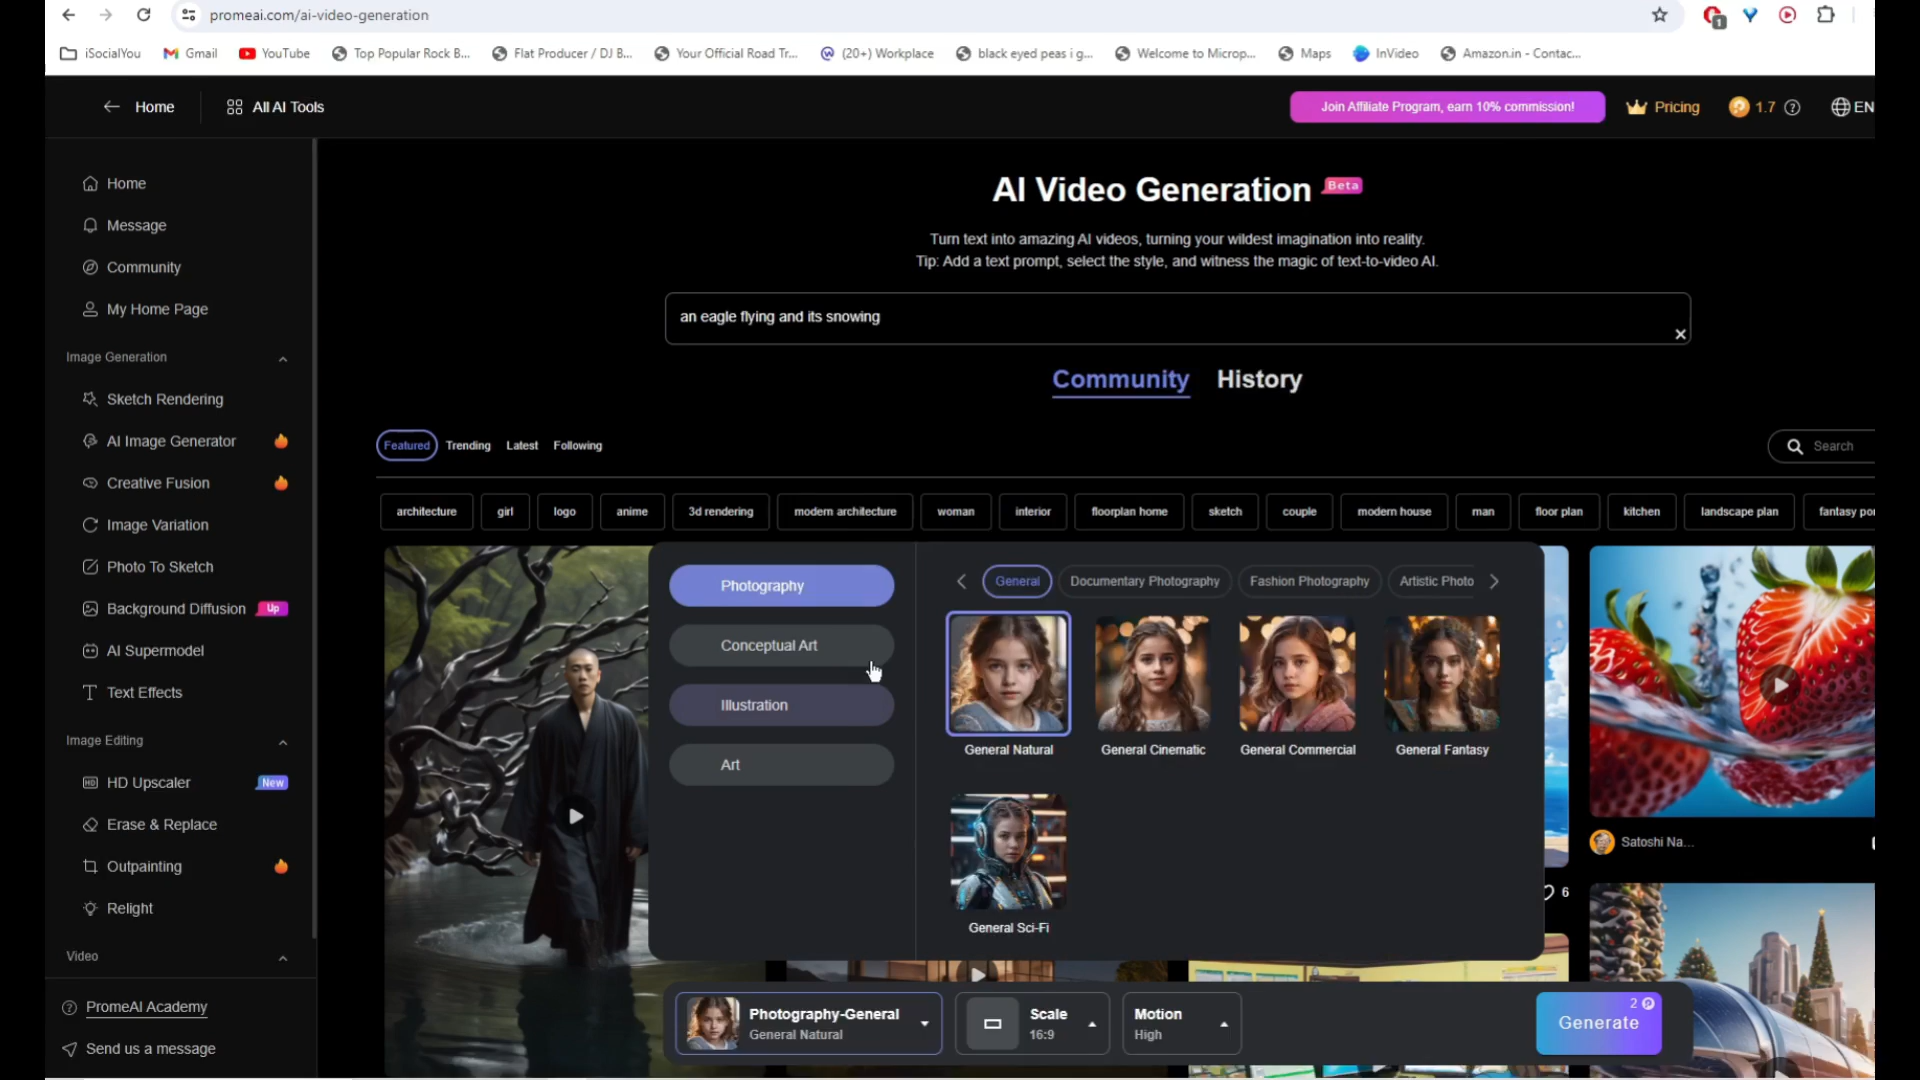 promeai.com/ai-video-generation
iSocialYou
Gmail
YouTube
Top Popular Rock B...
Flat Producer / DJ B...
Your Official Road Tr...
(20+) Workplace
black eyed peas i g...
Welcome to Microp...
Maps
InVideo
Amazon.in - Contac...
1
Home
All AI Tools
Join Affiliate Program, earn 10% commission!
Pricing
1.7
EN
Home
Message
Community
My Home Page
Image Generation
Sketch Rendering
AI Image Generator
Creative Fusion
Image Variation
Photo To Sketch
Background Diffusion Up
AI Supermodel
Text Effects
Image Editing
HD Upscaler New
Erase & Replace
Outpainting
Relight
Video
PromeAI Academy
Send us a message
AI Video Generation Beta
Turn text into amazing AI videos, turning your wildest imagination into reality.
Tip: Add a text prompt, select the style, and witness the magic of text-to-video AI.
an eagle flying and its snowing
Community History
Featured Trending Latest Following
Search
architecture
girl
logo
anime
3d rendering
modern architecture
woman
interior
floorplan home
sketch
couple
modern house
man
floor plan
kitchen
landscape plan
fantasy po
Photography
Conceptual Art
Illustration
Art
General
Documentary Photography
Fashion Photography
Artistic Photo
General Natural
General Cinematic
General Commercial
General Fantasy
General Sci-Fi
Satoshi Na...
6
Photography-General
General Natural
Scale
16:9
Motion
High
2
Generate